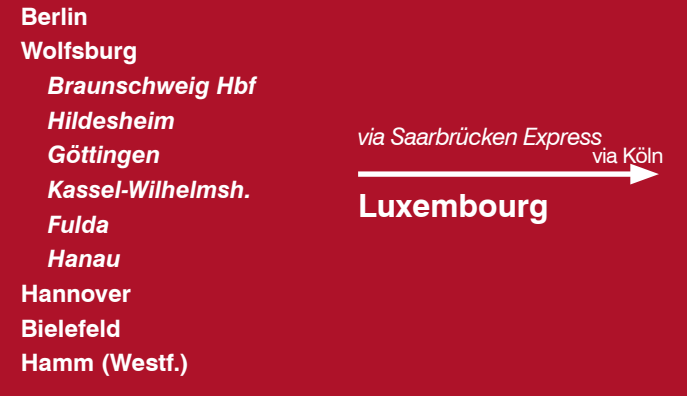 Berlin
Wolfsburg
Braunschweig Hbf
Hildesheim
Göttingen
Kassel-Wilhelmsh.
Fulda
Hanau
Hannover
Bielefeld
Hamm (Westf.)
via Saarbrücken Express
via Köln
Luxembourg